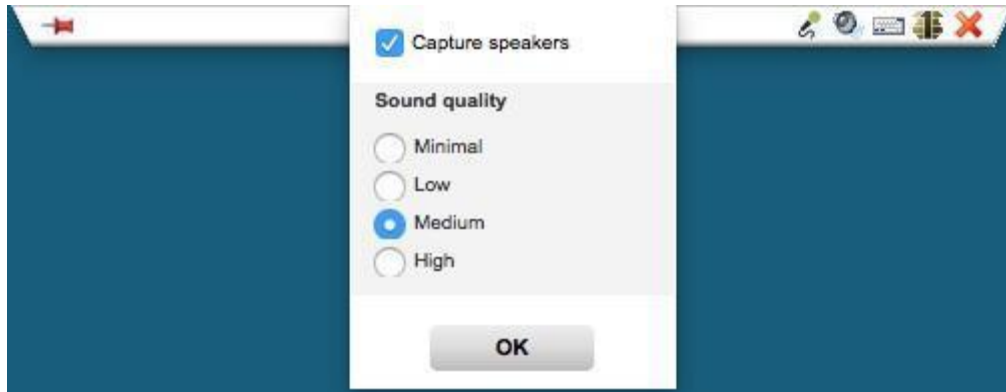 Capture speakers
Sound quality
Minimal
Low
Medium
High
OK